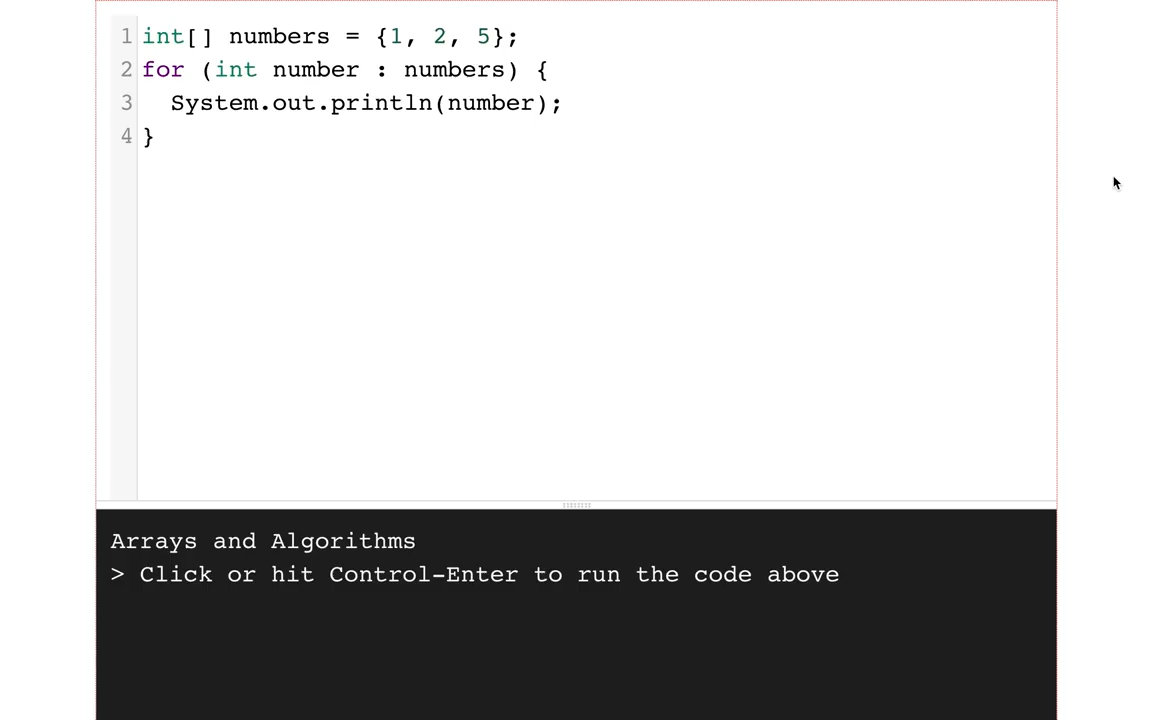 1 int[] numbers = {1, 2, 5};
2 for (int number : numbers) {
3   System.out.println(number);
4 }
Arrays and Algorithms
> Click or hit Control-Enter to run the code above